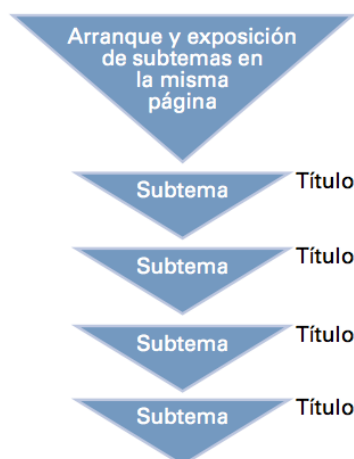 Arranque y exposición
de subtemas en
la misma
página
Subtema
Título
Subtema
Título
Subtema
Título
Subtema
Título